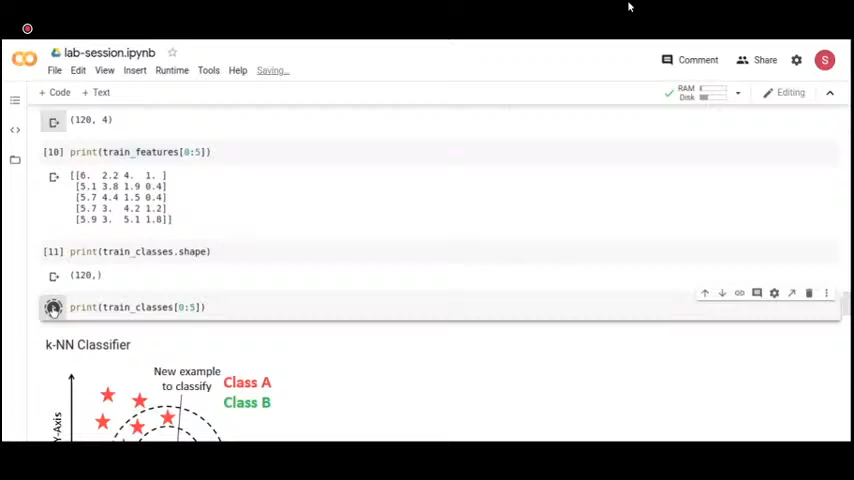 lab-session.ipynb
File Edit View Insert Runtime Tools Help Saving...
Comment Share S
+ Code + Text
RAM
Disk
Editing
(120, 4)
[10] print(train_features[0:5])
[[6. 2.2 4. 1. ]
[5.1 3.8 1.9 0.4]
[5.7 4.4 1.5 0.4]
[5.7 3. 4.2 1.2]
[5.9 3. 5.1 1.8]]
[11] print(train_classes.shape)
(120,)
print(train_classes[0:5])
k-NN Classifier
New example
to classify
Class A
Class B
Y-Axis